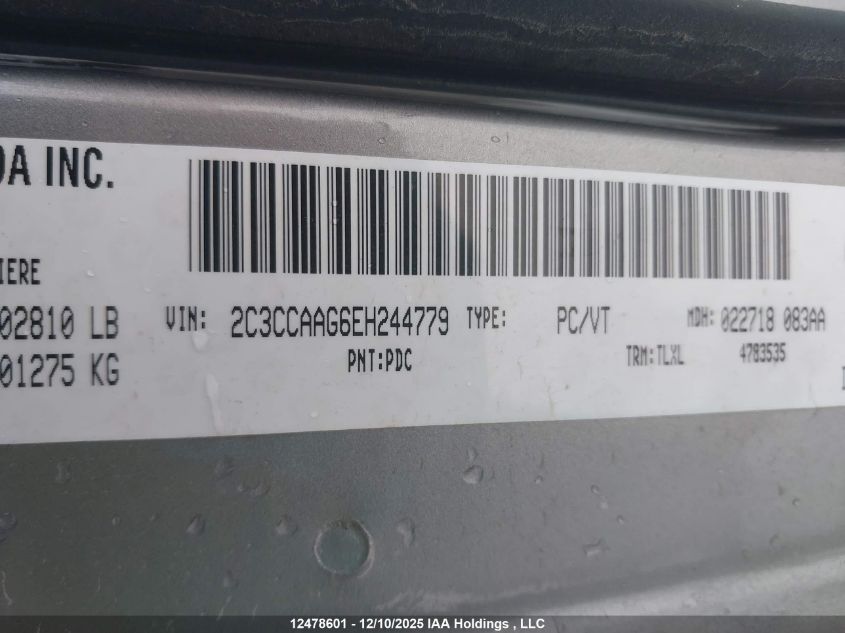 DA INC.
IERE
02810 LB
01275 KG
VIN: 2C3CCAAG6EH244779 TYPE: PC/VT MDH: 022718 083AA
PNT:PDC TRM:TLXL 4783535
12478601 - 12/10/2025 IAA Holdings , LLC